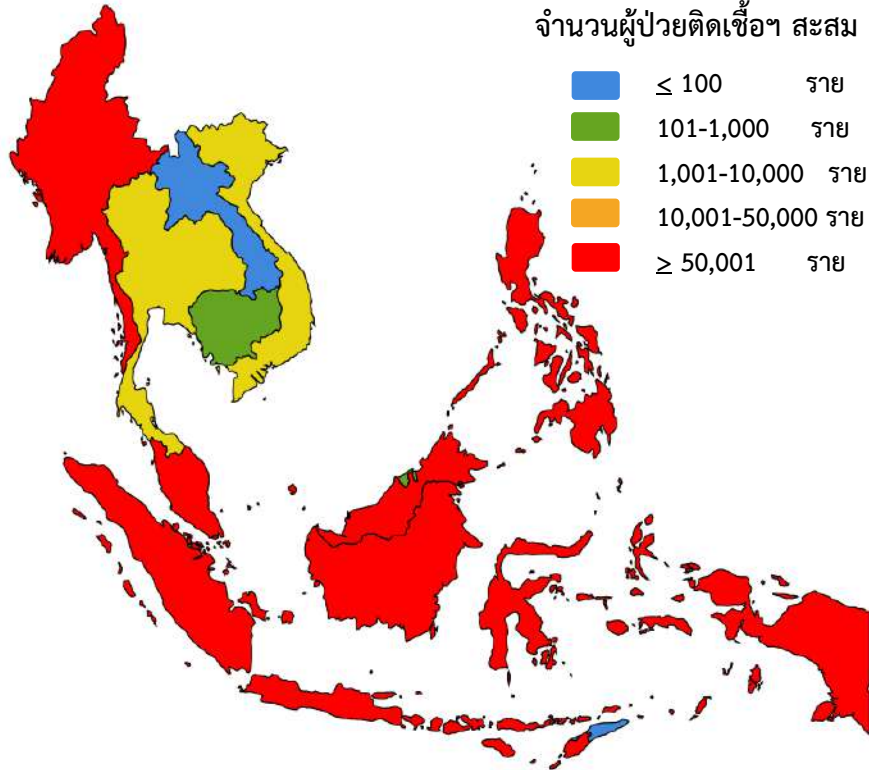 จำนวนผู้ป่วยติดเชื้อฯ สะสม
≤ 100 ราย
101-1,000 ราย
1,001-10,000 ราย
10,001-50,000 ราย
≥ 50,001 ราย